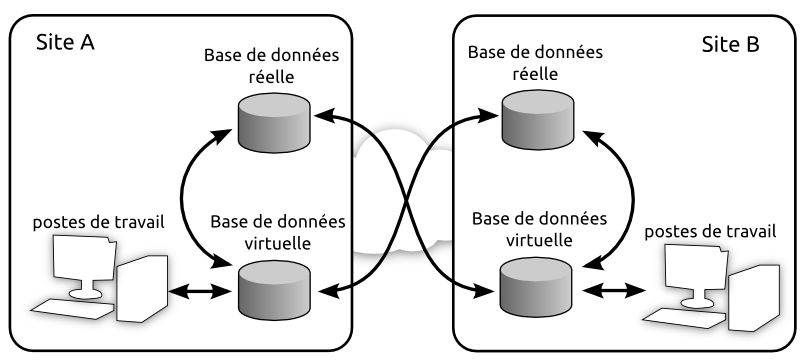 Site A
Base de données
réelle
postes de travail
Base de données
virtuelle
Site B
Base de données
réelle
Base de données
virtuelle
postes de travail